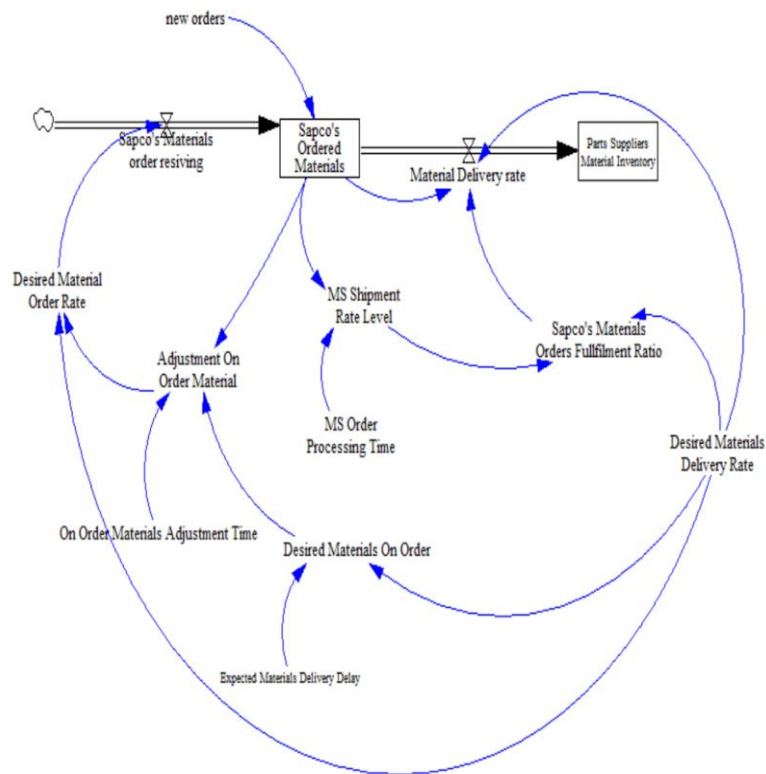 new orders
Sapco's Materials
order resiving
Sapco's
Ordered
Materials
Material Delivery rate
Parts Suppliers
Material Inventory
Desired Material
Order Rate
MS Shipment
Rate Level
Sapco's Materials
Orders Fullfilment Ratio
Adjustment On
Order Material
MS Order
Processing Time
Desired Materials
Delivery Rate
On Order Materials Adjustment Time
Desired Materials On Order
Expected Materials Delivery Delay